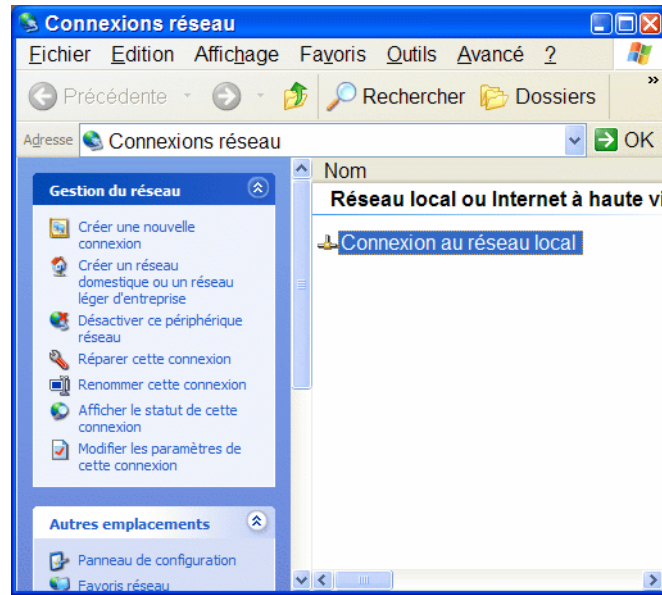 Connexions réseau
Fichier Edition Affichage Favoris Outils Avancé ?
Précédente Rechercher Dossiers »
Adresse Connexions réseau OK
Gestion du réseau
Créer une nouvelle
connexion
Créer un réseau
domestique ou un réseau
léger d'entreprise
Désactiver ce périphérique
réseau
Réparer cette connexion
Renommer cette connexion
Afficher le statut de cette
connexion
Modifier les paramètres de
cette connexion
Autres emplacements
Panneau de configuration
Favoris réseau
Nom
Réseau local ou Internet à haute vi
Connexion au réseau local